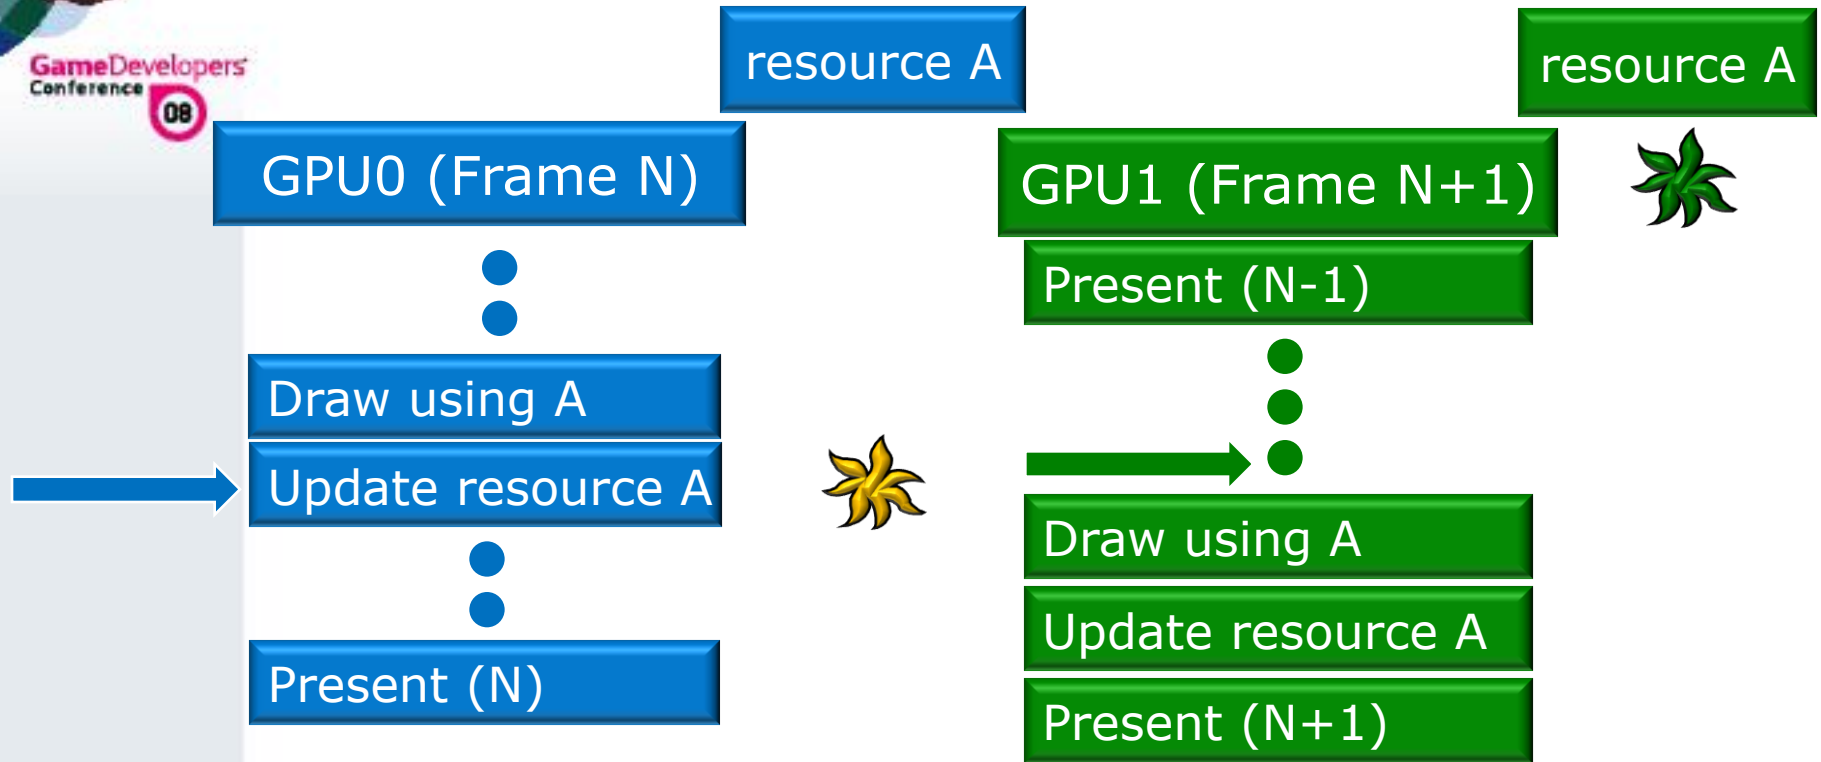 GameDevelopers
Conference
08
resource A
resource A
GPU0 (Frame N)
GPU1 (Frame N+1)
Present (N-1)
Draw using A
Update resource A
Present (N)
Draw using A
Update resource A
Present (N+1)